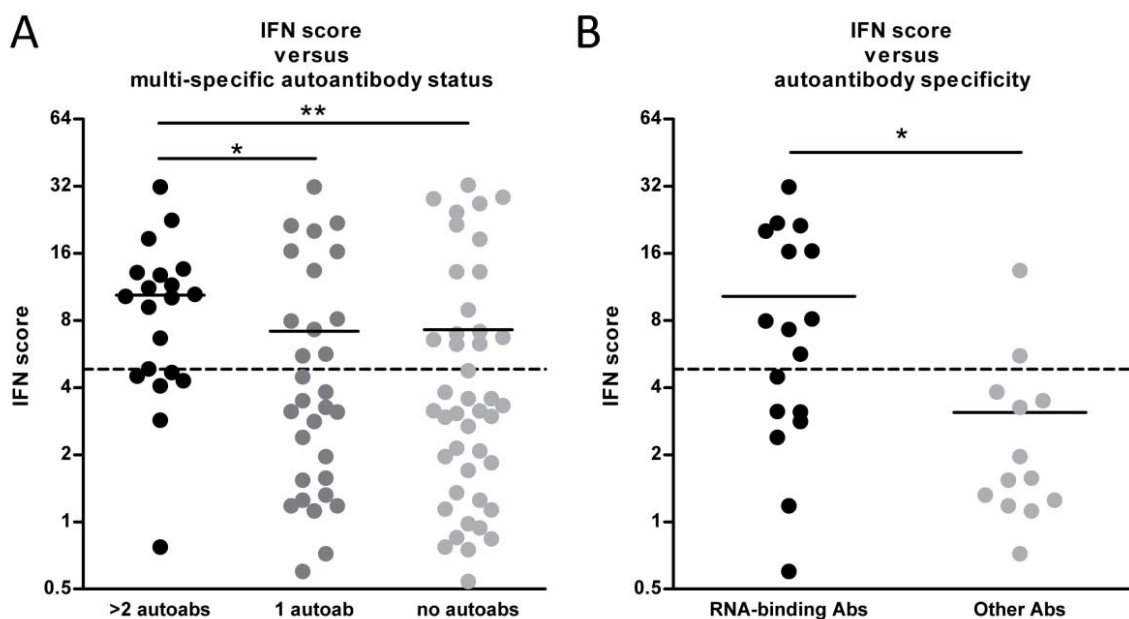 A
IFN score
versus
multi-specific autoantibody status
**
*
IFN score
64
32
16
8
4
2
1
0.5
>2 autoabs 1 autoab no autoabs
B
IFN score
versus
autoantibody specificity
*
IFN score
64
32
16
8
4
2
1
0.5
RNA-binding Abs Other Abs